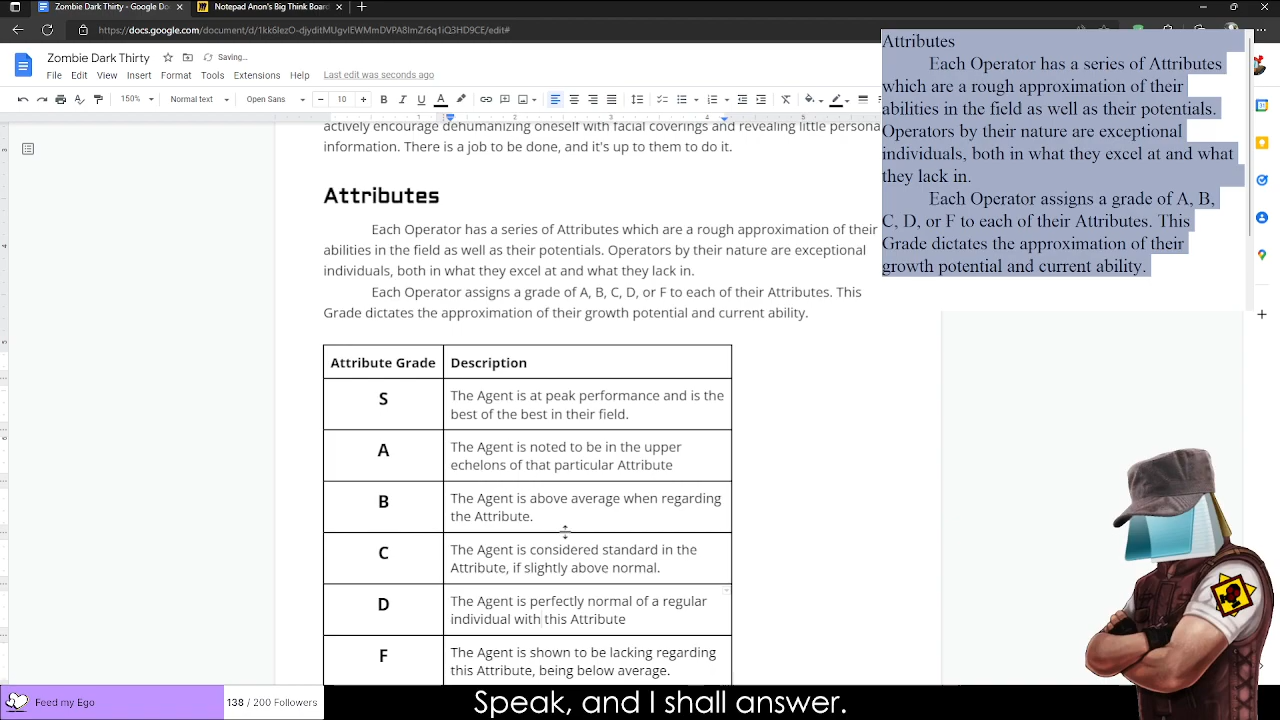 Zombie Dark Thirty - Google Doc
Notepad Anon's Big Think Board
https://docs.google.com/document/d/1kk6lezO-djyditMUgvlEWMmDVPA8lmZr6q1iQ3HD9CE/edit#
Zombie Dark Thirty
Saving…
File Edit View Insert Format Tools Extensions Help
Last edit was seconds ago
150% Normal text Open Sans 10 B I U A
1 1 2 3 4 5
actively encourage dehumanizing oneself with facial coverings and revealing little persona
information. There is a job to be done, and it's up to them to do it.
Attributes
Each Operator has a series of Attributes which are a rough approximation of their
abilities in the field as well as their potentials. Operators by their nature are exceptional
individuals, both in what they excel at and what they lack in.
Each Operator assigns a grade of A, B, C, D, or F to each of their Attributes. This
Grade dictates the approximation of their growth potential and current ability.
Attribute Grade Description
S The Agent is at peak performance and is the
best of the best in their field.
A The Agent is noted to be in the upper
echelons of that particular Attribute
B The Agent is above average when regarding
the Attribute.
C The Agent is considered standard in the
Attribute, if slightly above normal.
D The Agent is perfectly normal of a regular
individual with this Attribute
F The Agent is shown to be lacking regarding
this Attribute, being below average.
Attributes
Each Operator has a series of Attributes
which are a rough approximation of their
abilities in the field as well as their potentials.
Operators by their nature are exceptional
individuals, both in what they excel at and what
they lack in.
Each Operator assigns a grade of A, B,
C, D, or F to each of their Attributes. This
Grade dictates the approximation of their
growth potential and current ability.
Feed my Ego
138 / 200 Followers
Speak, and I shall answer.